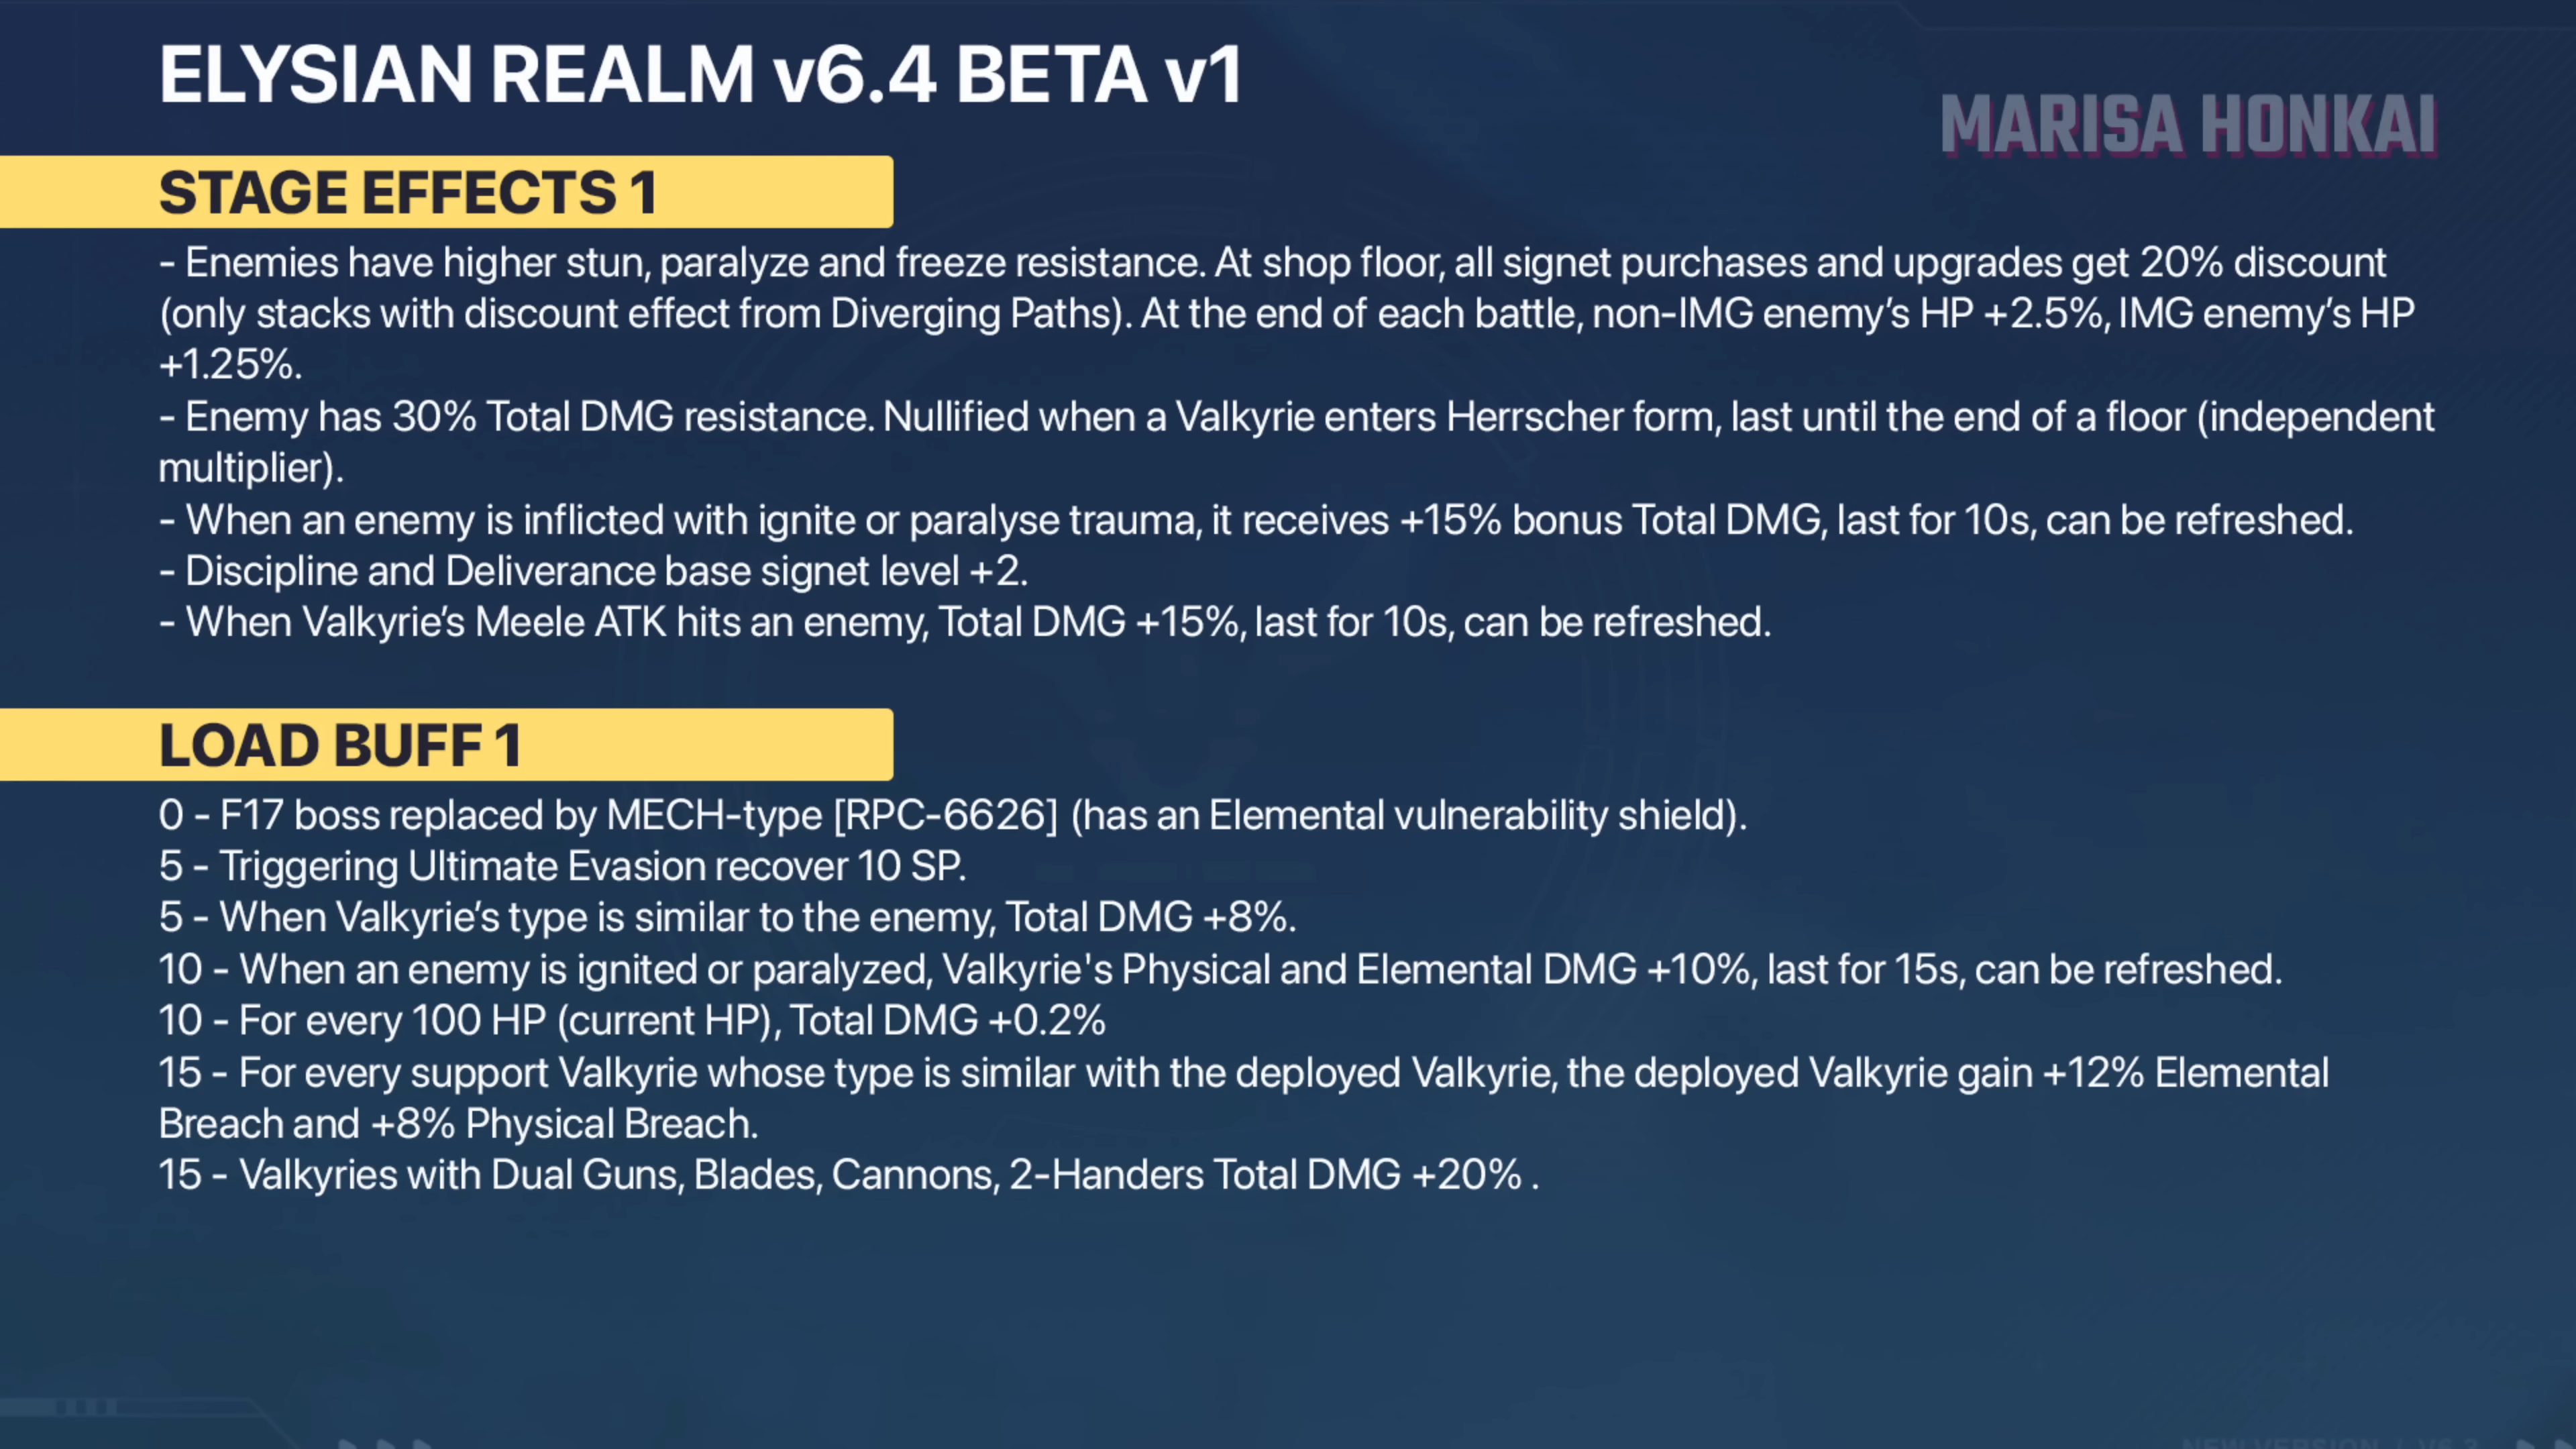 ELYSIAN REALM v6.4 BETA v1
MARISA HONKAI
STAGE EFFECTS 1
- Enemies have higher stun, paralyze and freeze resistance. At shop floor, all signet purchases and upgrades get 20% discount
(only stacks with discount effect from Diverging Paths). At the end of each battle, non-IMG enemy’s HP +2.5%, IMG enemy’s HP
+1.25%.
- Enemy has 30% Total DMG resistance. Nullified when a Valkyrie enters Herrscher form, last until the end of a floor (independent
multiplier).
- When an enemy is inflicted with ignite or paralyse trauma, it receives +15% bonus Total DMG, last for 10s, can be refreshed.
- Discipline and Deliverance base signet level +2.
- When Valkyrie’s Meele ATK hits an enemy, Total DMG +15%, last for 10s, can be refreshed.
LOAD BUFF 1
0 - F17 boss replaced by MECH-type [RPC-6626] (has an Elemental vulnerability shield).
5 - Triggering Ultimate Evasion recover 10 SP.
5 - When Valkyrie’s type is similar to the enemy, Total DMG +8%.
10 - When an enemy is ignited or paralyzed, Valkyrie's Physical and Elemental DMG +10%, last for 15s, can be refreshed.
10 - For every 100 HP (current HP), Total DMG +0.2%
15 - For every support Valkyrie whose type is similar with the deployed Valkyrie, the deployed Valkyrie gain +12% Elemental
Breach and +8% Physical Breach.
15 - Valkyries with Dual Guns, Blades, Cannons, 2-Handers Total DMG +20% .